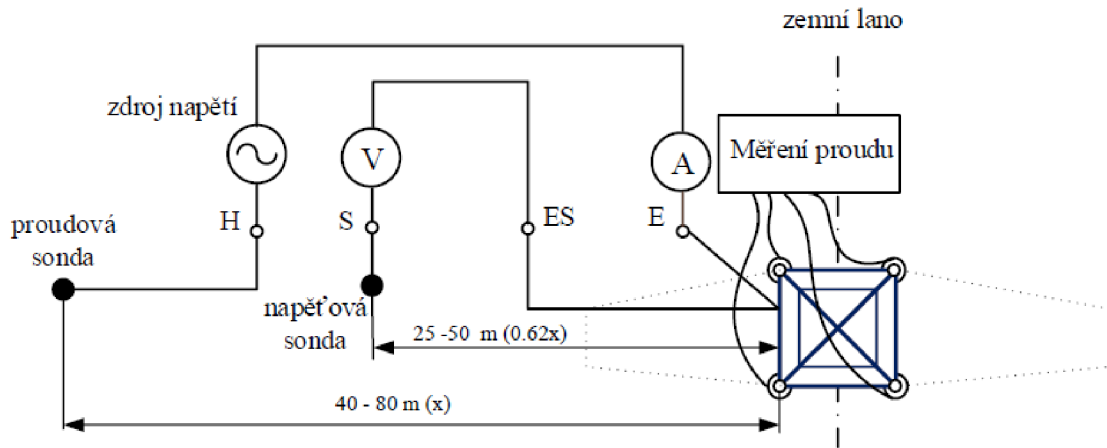 zemní lano
zdroj napětí
V
A
Měření proudu
H
S
ES
E
proudová
sonda
napěťová
sonda
25 -50 m (0.62x)
40 - 80 m (x)